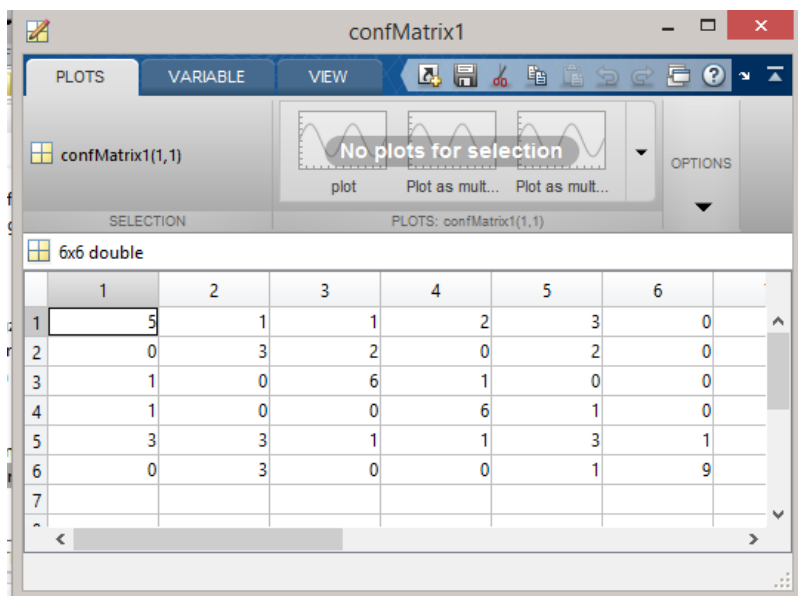 confMatrix1
PLOTS VARIABLE VIEW
confMatrix1(1,1)
No plots for selection
plot Plot as mult... Plot as mult...
OPTIONS
SELECTION PLOTS: confMatrix1(1,1)
6x6 double
1 2 3 4 5 6
1 5 1 1 2 3 0
2 0 3 2 0 2 0
3 1 0 6 1 0 0
4 1 0 0 6 1 0
5 3 3 1 1 3 1
6 0 3 0 0 1 9
7